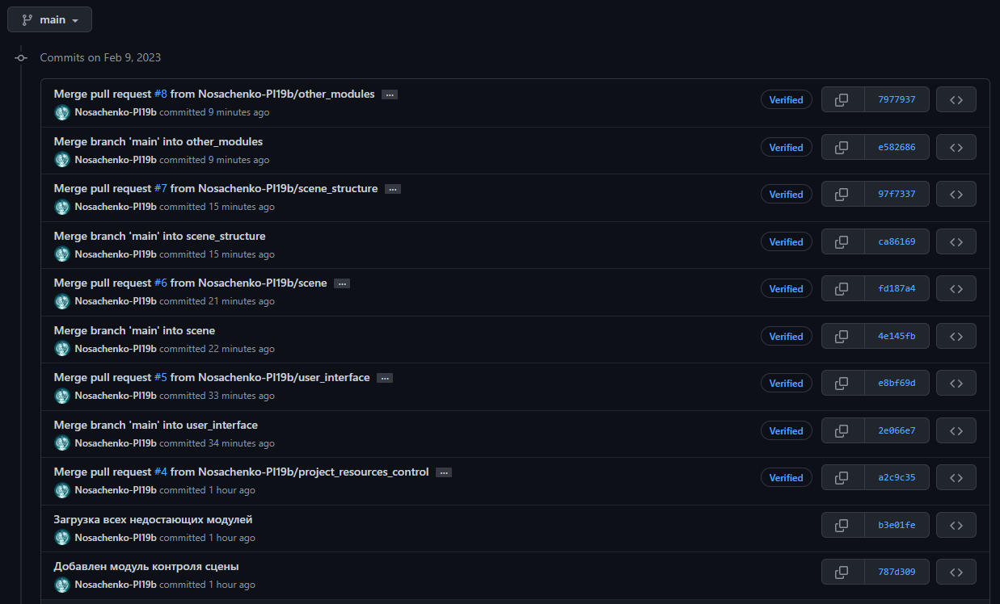 main
Commits on Feb 9, 2023
Merge pull request #8 from Nosachenko-PI19b/other_modules ...
Verified 7977937
Nosachenko-PI19b committed 9 minutes ago
Merge branch 'main' into other_modules
Verified e582686
Nosachenko-PI19b committed 9 minutes ago
Merge pull request #7 from Nosachenko-PI19b/scene_structure ...
Verified 97f7337
Nosachenko-PI19b committed 15 minutes ago
Merge branch 'main' into scene_structure
Verified ca86169
Nosachenko-PI19b committed 15 minutes ago
Merge pull request #6 from Nosachenko-PI19b/scene ...
Verified fd187a4
Nosachenko-PI19b committed 21 minutes ago
Merge branch 'main' into scene
Verified 4e145fb
Nosachenko-PI19b committed 22 minutes ago
Merge pull request #5 from Nosachenko-PI19b/user_interface ...
Verified e8bf69d
Nosachenko-PI19b committed 33 minutes ago
Merge branch 'main' into user_interface
Verified 2e066e7
Nosachenko-PI19b committed 34 minutes ago
Merge pull request #4 from Nosachenko-PI19b/project_resources_control ...
Verified a2c9c35
Nosachenko-PI19b committed 1 hour ago
Загрузка всех недостающих модулей
b3e01fe
Nosachenko-PI19b committed 1 hour ago
Добавлен модуль контроля сцены
787d309
Nosachenko-PI19b committed 1 hour ago